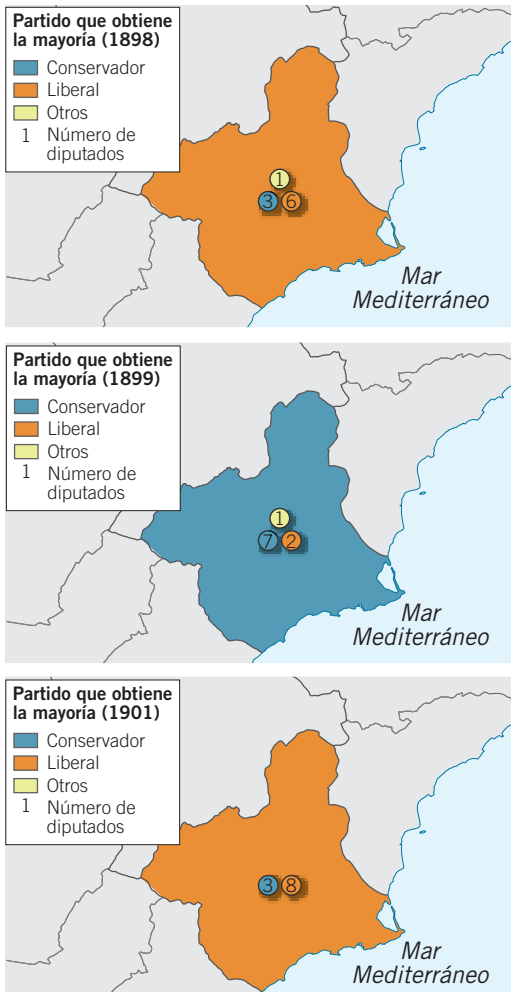 Partido que obtiene
la mayoría (1898)
Conservador
Liberal
Otros
1 Número de
diputados
1
3 6
Mar
Mediterráneo
Partido que obtiene
la mayoría (1899)
Conservador
Liberal
Otros
1 Número de
diputados
1
7 2
Mar
Mediterráneo
Partido que obtiene
la mayoría (1901)
Conservador
Liberal
Otros
1 Número de
diputados
3 8
Mar
Mediterráneo